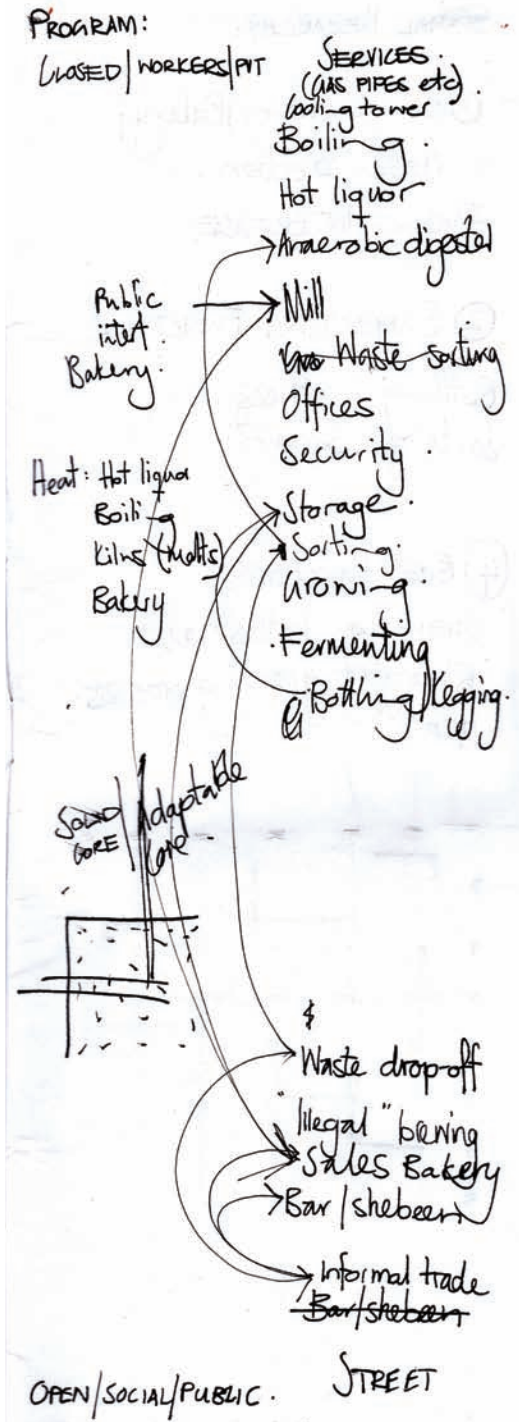 PROGRAM:
CLOSED/WORKERS/PVT
SERVICES.
(GAS PIPES etc)
Cooling tower
Boiling
Hot liquor
+
Anaerobic digester
Public
interf.
Bakery.
Mill
Waste sorting
Offices
Security.
Heat: Hot liquor
+
Boiling
Kilns (malts)
Bakery
Storage.
Sorting.
Growing.
Fermenting
Bottling/Kegging.
SOLID
CORE
Adaptable
core
Waste drop-off
Illegal" brewing
Sales Bakery
Bar/shebeen
Informal trade
Bar/shebeen
STREET
OPEN/SOCIAL/PUBLIC.